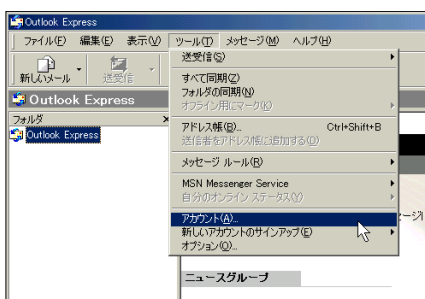 Outlook Express
ファイル(F) 編集(E) 表示(V) ツール(T) メッセージ(M) ヘルプ(H)
新しいメール 送受信
Outlook Express
フォルダ ×
Outlook Express
送受信(S)
すべて同期(Z)
フォルダの同期(N)
オフライン用にマーク(K)
アドレス帳(B)... Ctrl+Shift+B
送信者をアドレス帳に追加する(D)
メッセージ ルール(R)
MSN Messenger Service
自分のオンライン ステータス(Y)
アカウント(A)...
新しいアカウントのサインアップ(E)
オプション(O)...
ニュースグループ